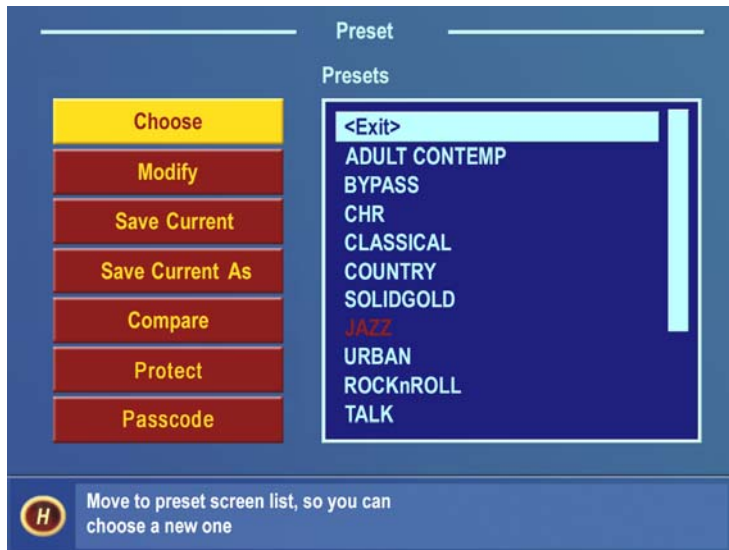 Preset
Presets
Choose
Modify
Save Current
Save Current As
Compare
Protect
Passcode
<Exit>
ADULT CONTEMP
BYPASS
CHR
CLASSICAL
COUNTRY
SOLIDGOLD
JAZZ
URBAN
ROCKnROLL
TALK
H
Move to preset screen list, so you can
choose a new one